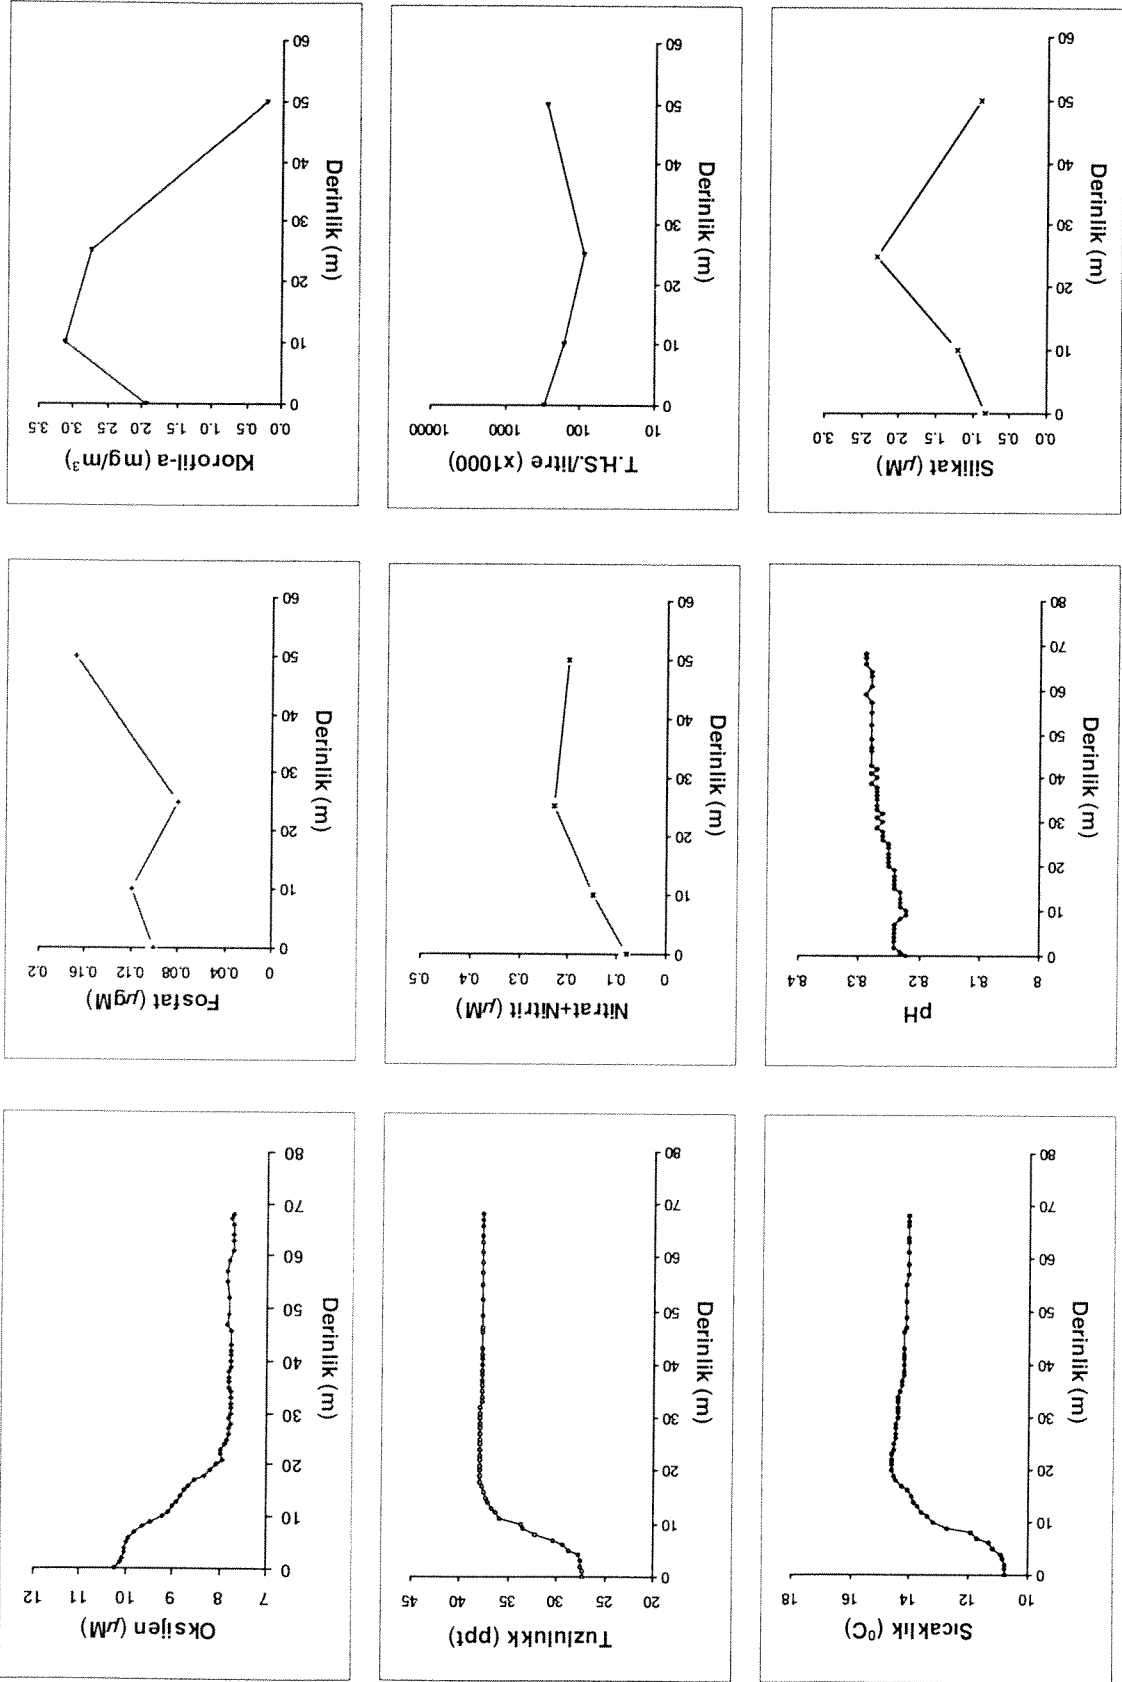 Sıcaklık (⁰C)
10 12 14 16 18
0
10
20
30
40
50
60
70
80
Derinlik (m)
Tuzlulukk (ppt)
20 25 30 35 40 45
0
10
20
30
40
50
60
70
80
Derinlik (m)
Oksijen (µM)
7 8 9 10 12
0
10
20
30
40
50
60
70
80
Derinlik (m)
pH
8 8.1 8.2 8.3 8.4
0
10
20
30
40
50
60
70
80
Derinlik (m)
Nitrat+Nitrit (µM)
0 0.1 0.2 0.3 0.4 0.5
0
10
20
30
40
50
60
Derinlik (m)
Fosfat (µgM)
0 0.04 0.08 0.12 0.16 0.2
0
10
20
30
40
50
60
Derinlik (m)
Silikat (µM)
0.0 0.5 1.0 1.5 2.0 3.0
0
10
20
30
40
50
60
Derinlik (m)
T.H.S./litre (x1000)
10 100 1000 10000
0
10
20
30
40
50
60
Derinlik (m)
Klorofil-a (mg/m³)
0.0 0.5 1.0 1.5 2.0 2.5 3.0 3.5
0
10
20
30
40
50
60
Derinlik (m)